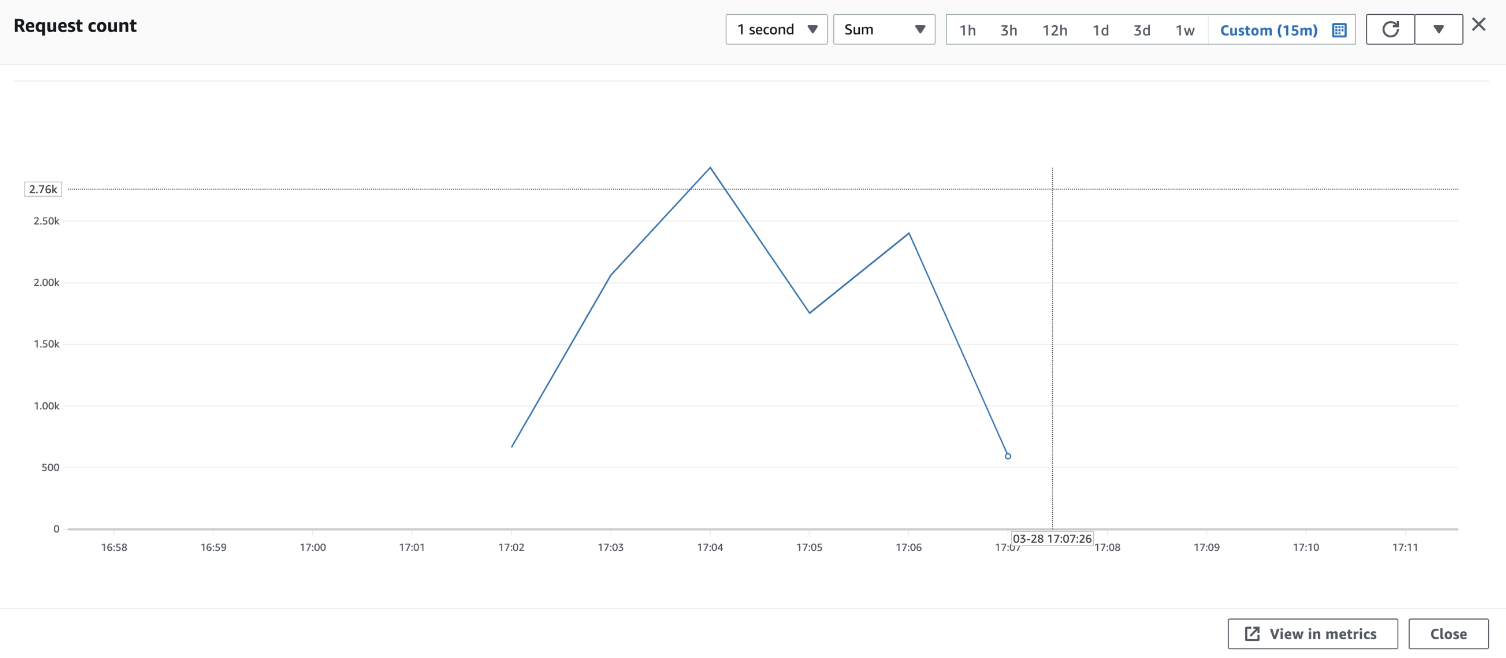 Request count
1 second
Sum
1h 3h 12h 1d 3d 1w Custom (15m)
2.76k
2.50k
2.00k
1.50k
1.00k
500
0
16:58 16:59 17:00 17:01 17:02 17:03 17:04 17:05 17:06 17:07 03-28 17:07:26 17:08 17:09 17:10 17:11
View in metrics
Close